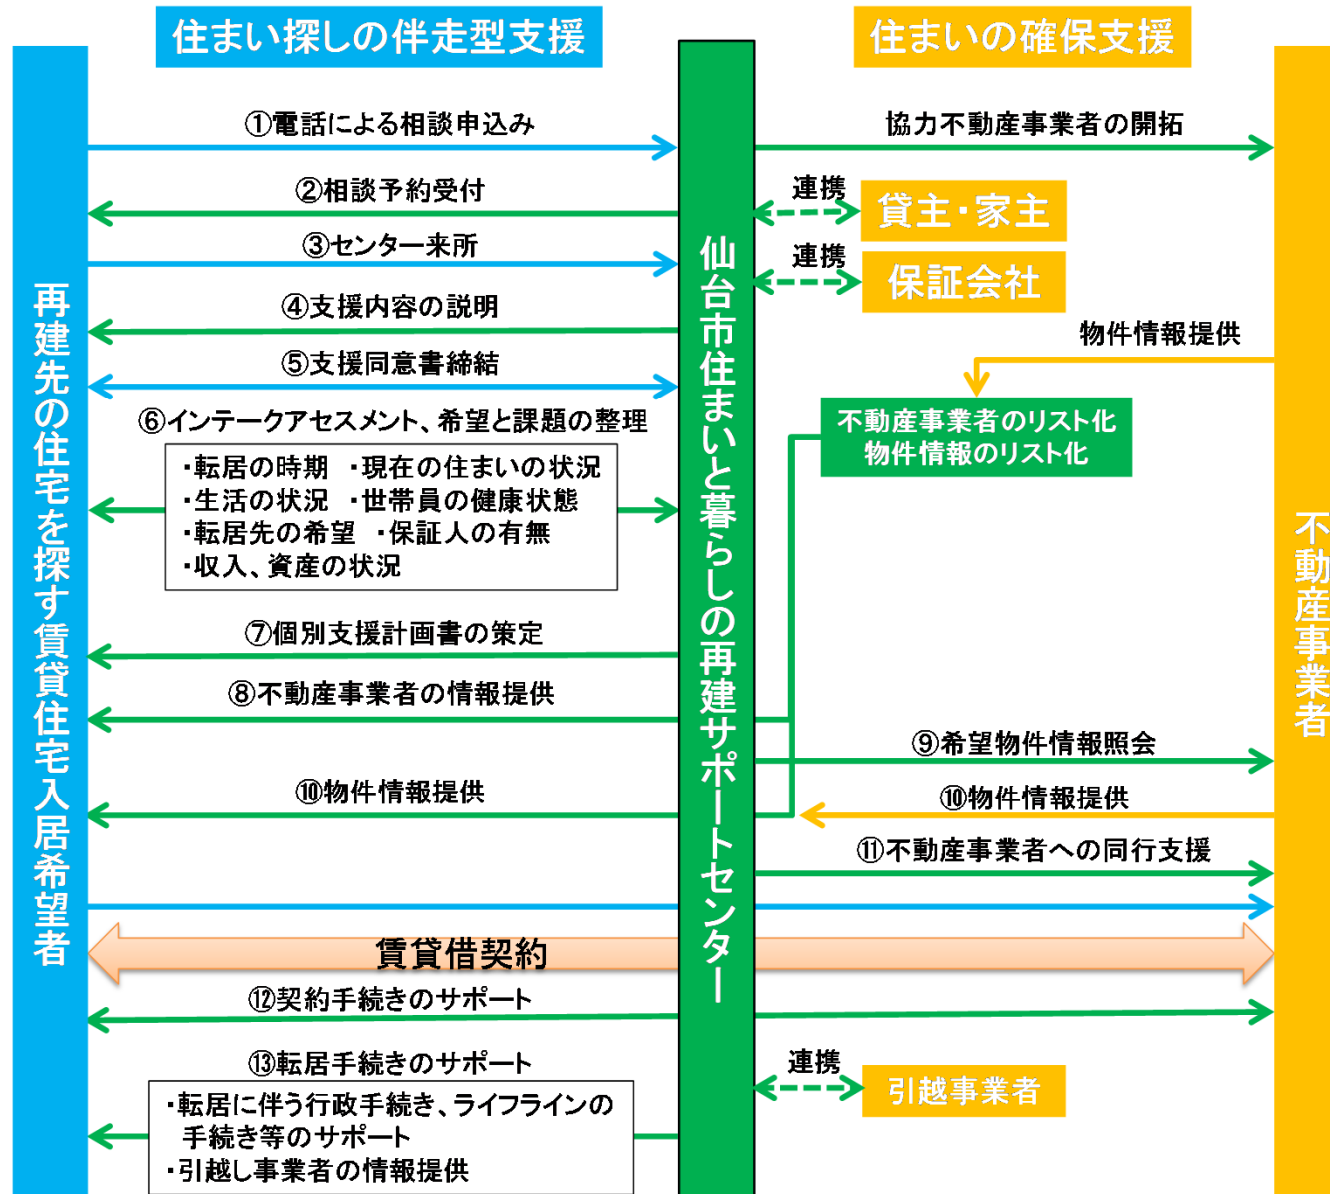 住まい探しの伴走型支援
住まいの確保支援
再建先の住宅を探す賃貸住宅入居希望者
仙台市住まいと暮らしの再建サポートセンター
不動産事業者
①電話による相談申込み
②相談予約受付
③センター来所
④支援内容の説明
⑤支援同意書締結
⑥インテークアセスメント、希望と課題の整理
・転居の時期 ・現在の住まいの状況
・生活の状況 ・世帯員の健康状態
・転居先の希望 ・保証人の有無
・収入、資産の状況
⑦個別支援計画書の策定
⑧不動産事業者の情報提供
⑩物件情報提供
協力不動産事業者の開拓
連携
貸主・家主
連携
保証会社
物件情報提供
不動産事業者のリスト化
物件情報のリスト化
⑨希望物件情報照会
⑩物件情報提供
⑪不動産事業者への同行支援
賃貸借契約
⑫契約手続きのサポート
⑬転居手続きのサポート
・転居に伴う行政手続き、ライフラインの
手続き等のサポート
・引越し事業者の情報提供
連携
引越事業者